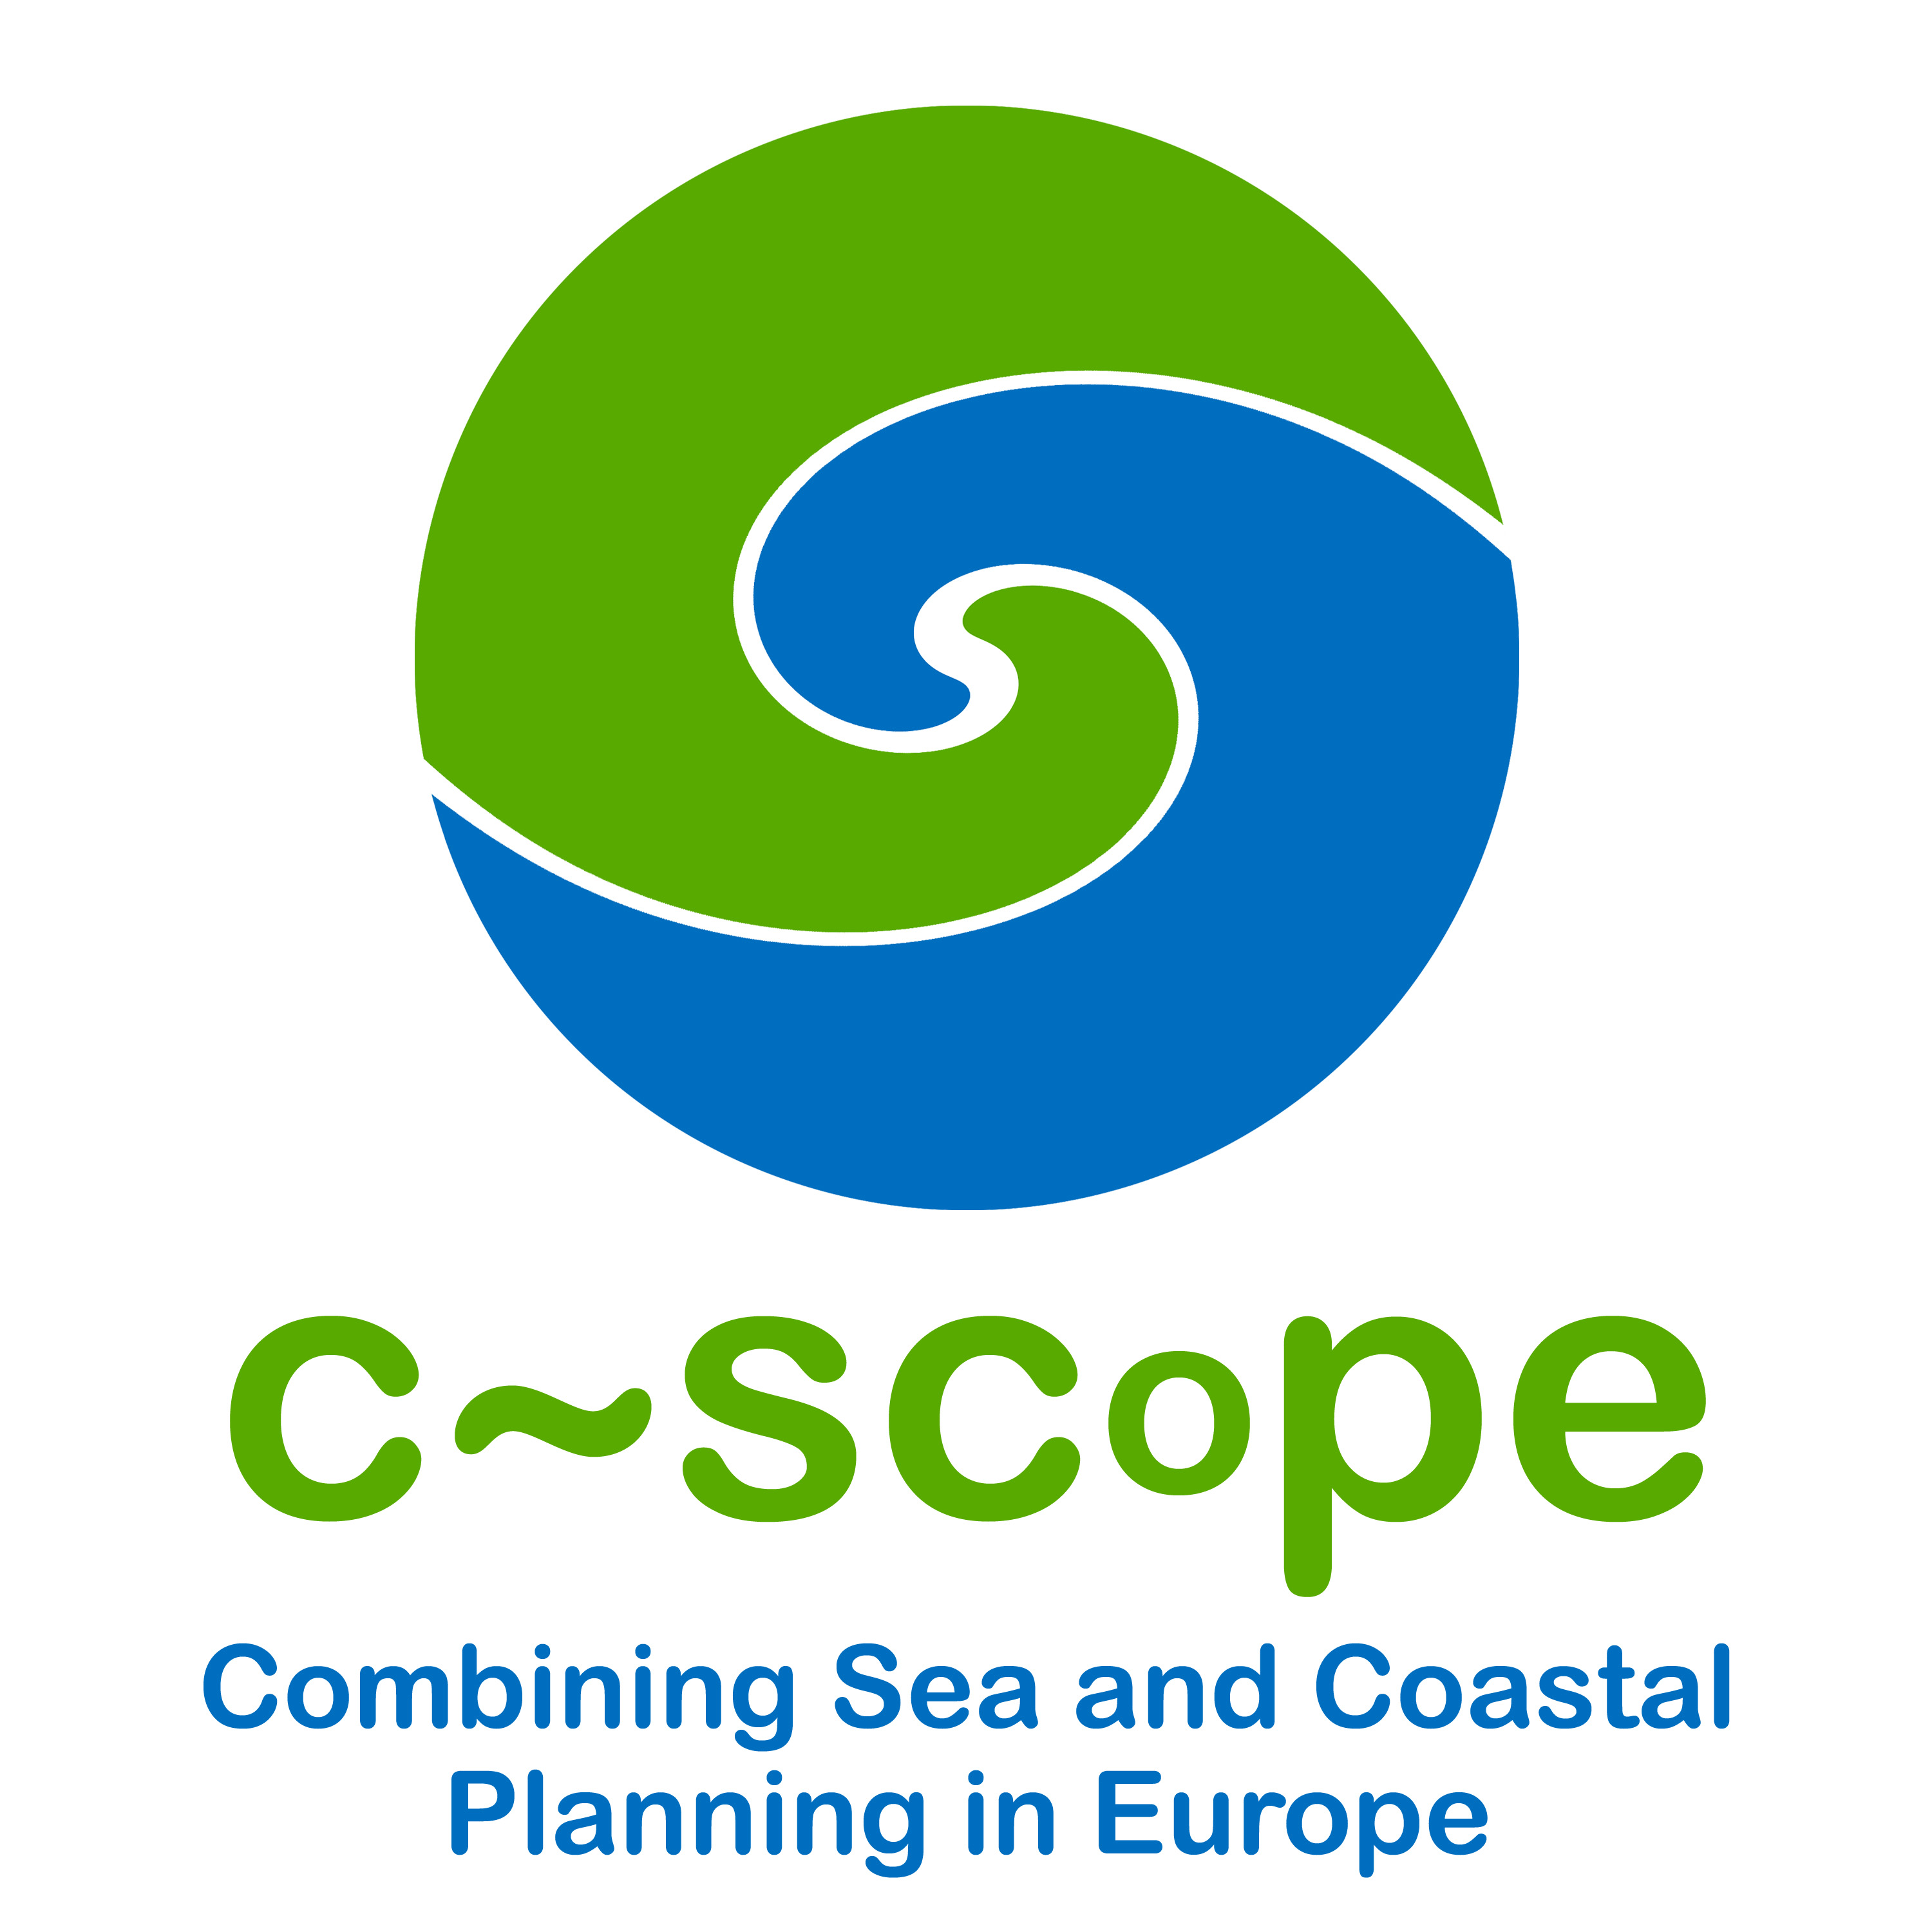 c~scope
Combining Sea and Coastal
Planning in Europe